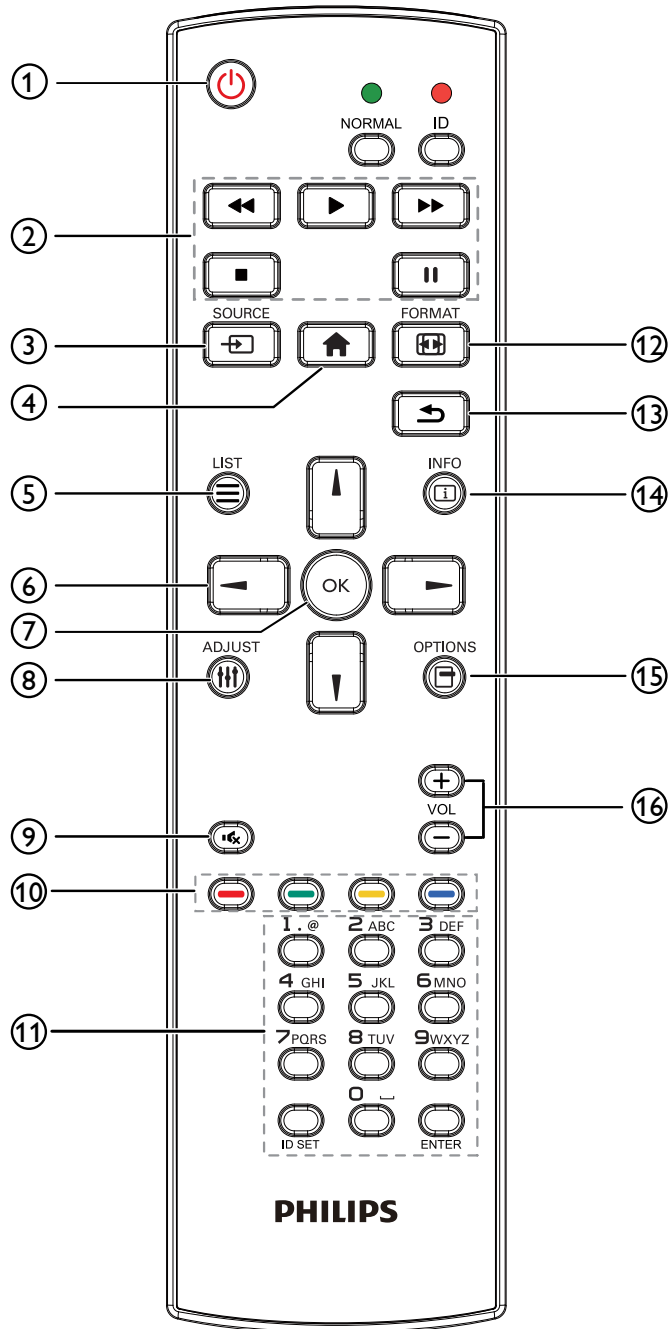 1
NORMAL ID
2
SOURCE FORMAT
3 12
4
13
LIST INFO
5 14
6 OK
7
ADJUST OPTIONS
8 15
VOL 16
9
10
1. @ 2 ABC 3 DEF
4 GHI 5 JKL 6 MNO
11
7 PQRS 8 TUV 9 WXYZ
0 ⎵
ID SET ENTER
PHILIPS